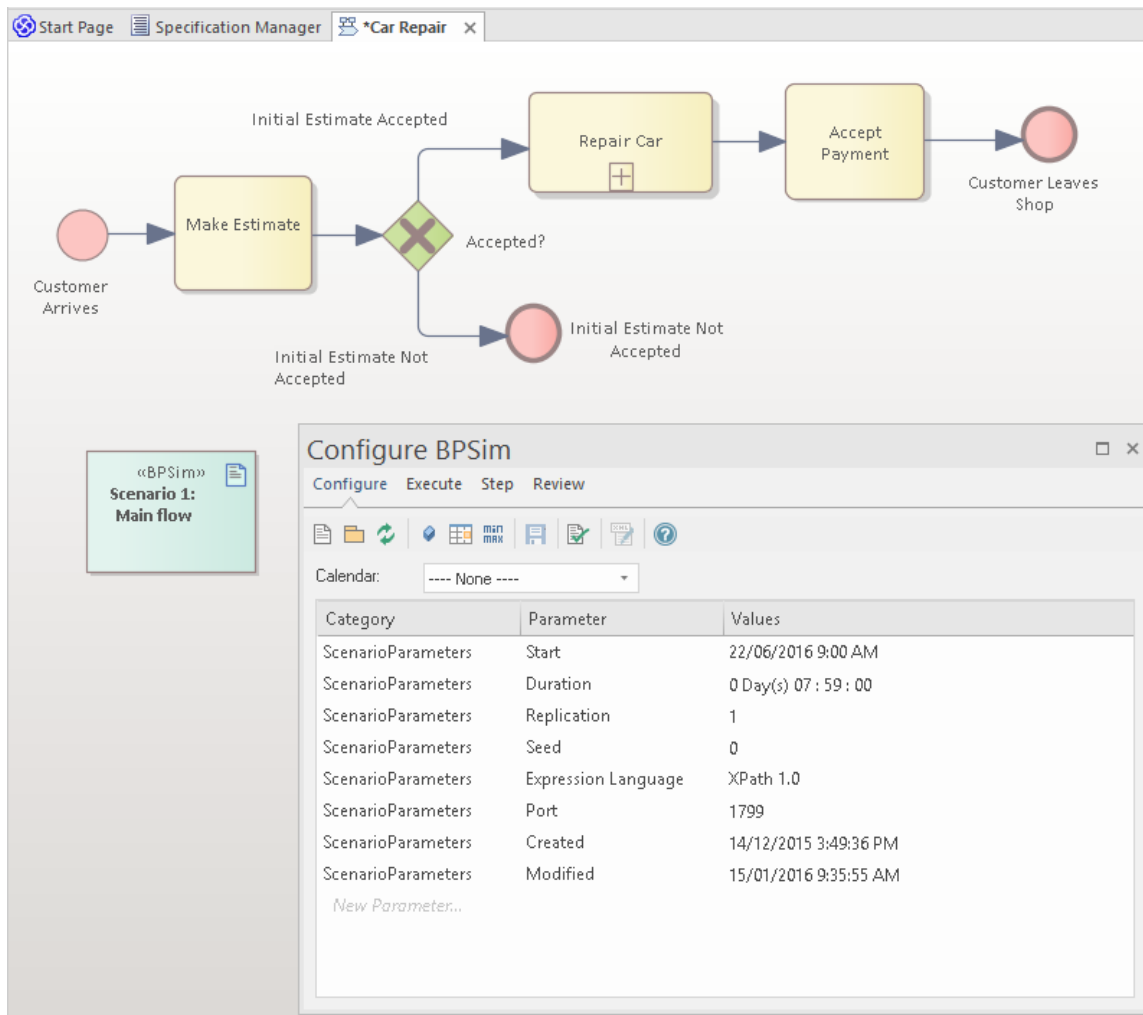 Start Page
Specification Manager
*Car Repair
Initial Estimate Accepted
Repair Car
Accept
Payment
Customer Leaves
Shop
Make Estimate
Accepted?
Customer
Arrives
Initial Estimate Not
Accepted
Initial Estimate Not
Accepted
«BPSim»
Scenario 1:
Main flow
Configure BPSim
Configure Execute Step Review
min
max
XML
Calendar: ---- None ----
Category Parameter Values
ScenarioParameters Start 22/06/2016 9:00 AM
ScenarioParameters Duration 0 Day(s) 07 : 59 : 00
ScenarioParameters Replication 1
ScenarioParameters Seed 0
ScenarioParameters Expression Language XPath 1.0
ScenarioParameters Port 1799
ScenarioParameters Created 14/12/2015 3:49:36 PM
ScenarioParameters Modified 15/01/2016 9:35:55 AM
New Parameter...